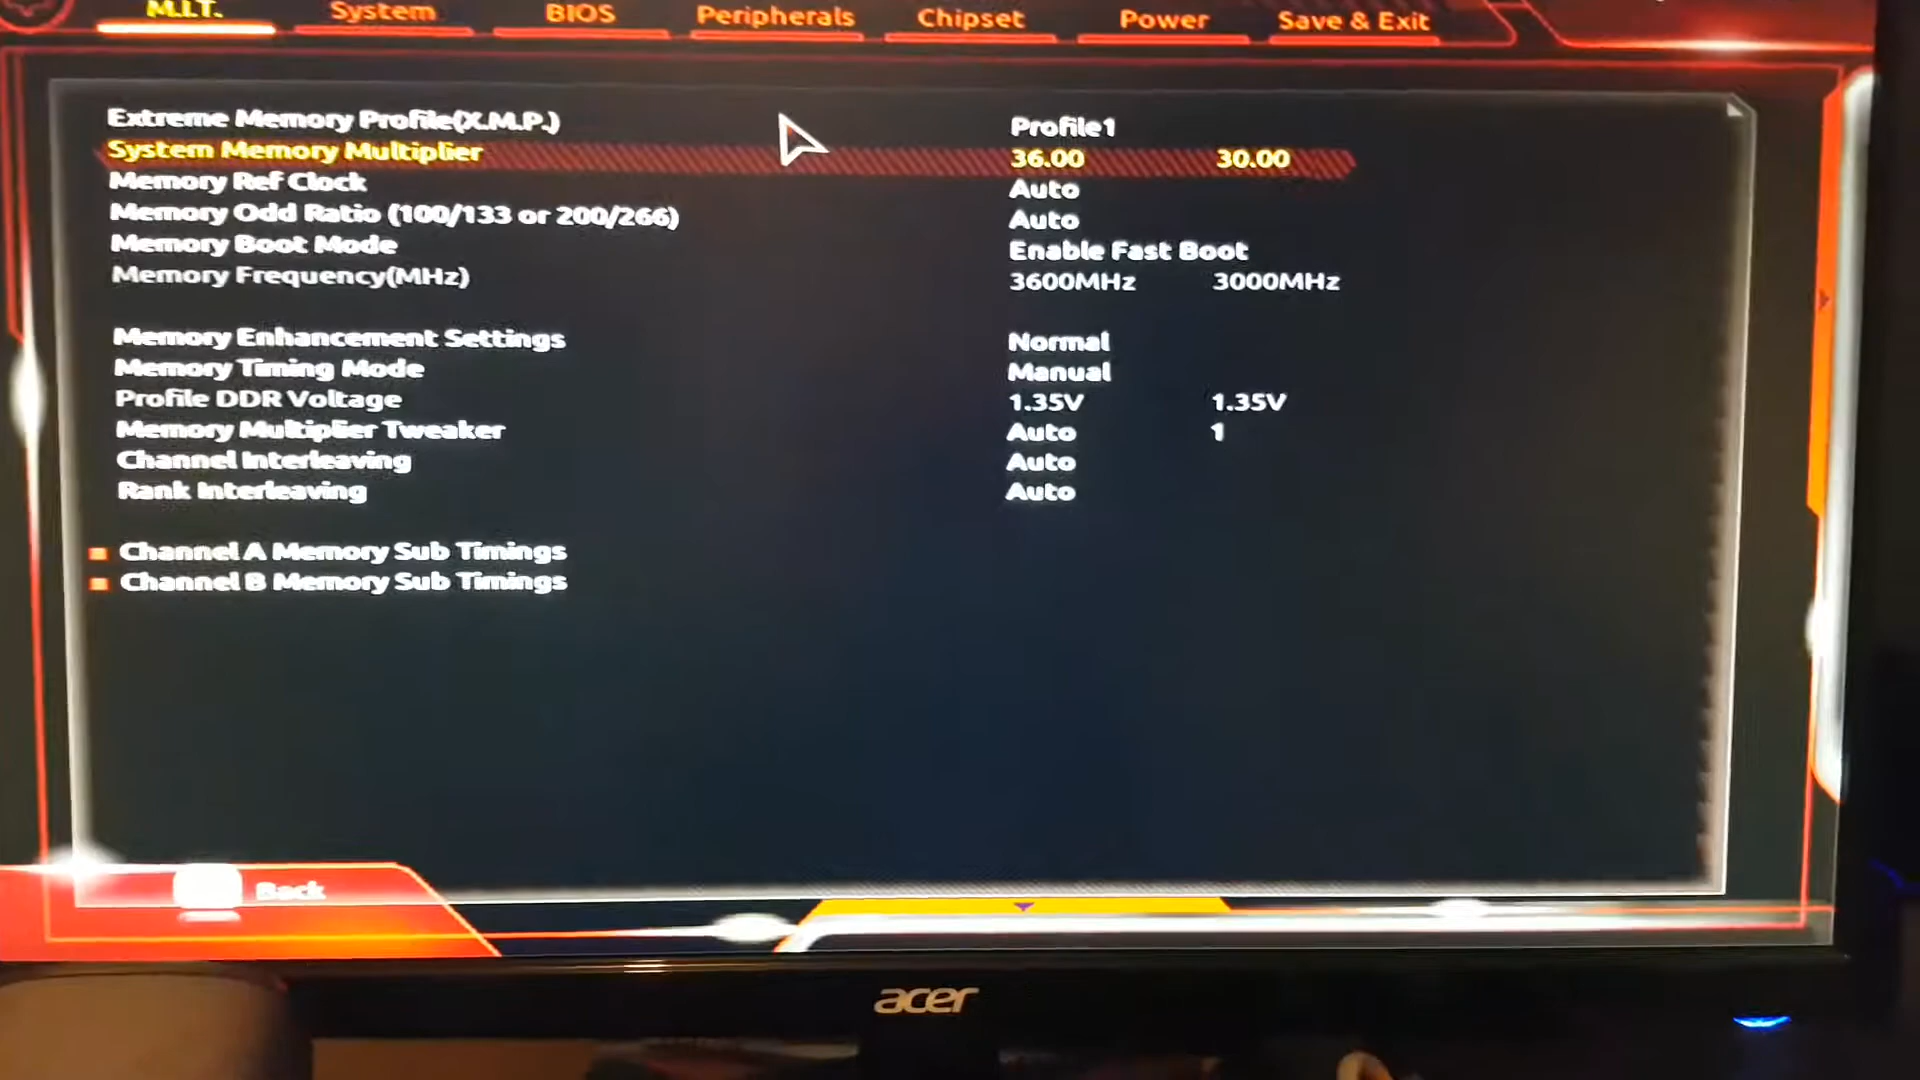 M.I.T. System BIOS Peripherals Chipset Power Save & Exit
Extreme Memory Profile(X.M.P.) Profile1
System Memory Multiplier 36.00 30.00
Memory Ref Clock Auto
Memory Odd Ratio (100/133 or 200/266) Auto
Memory Boot Mode Enable Fast Boot
Memory Frequency(MHz) 3600MHz 3000MHz
Memory Enhancement Settings Normal
Memory Timing Mode Manual
Profile DDR Voltage 1.35V 1.35V
Memory Multiplier Tweaker Auto 1
Channel Interleaving Auto
Rank Interleaving Auto
Channel A Memory Sub Timings
Channel B Memory Sub Timings
Back
acer